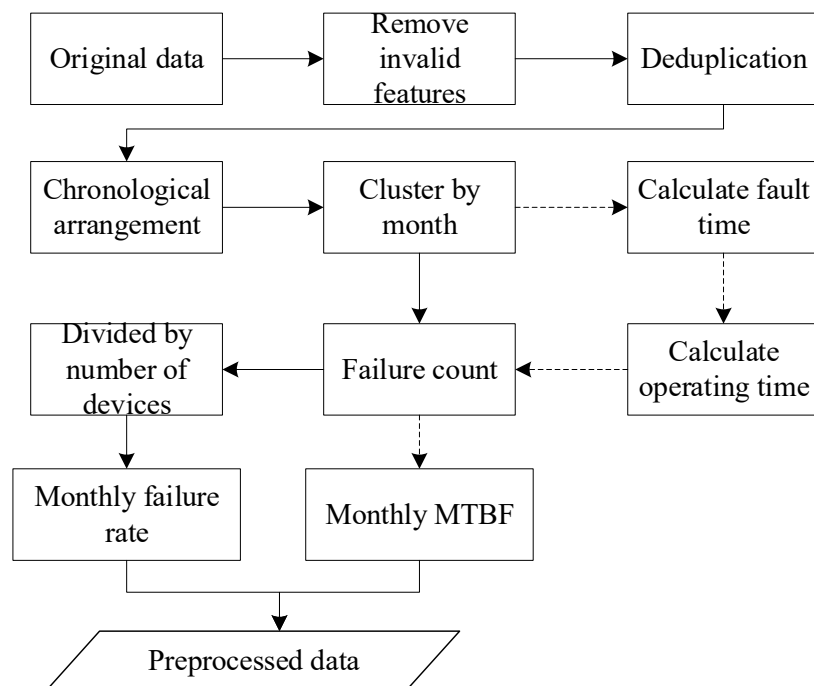 Original data
Remove
invalid
features
Deduplication
Chronological
arrangement
Cluster by
month
Calculate fault
time
Divided by
number of
devices
Failure count
Calculate
operating time
Monthly failure
rate
Monthly MTBF
Preprocessed data